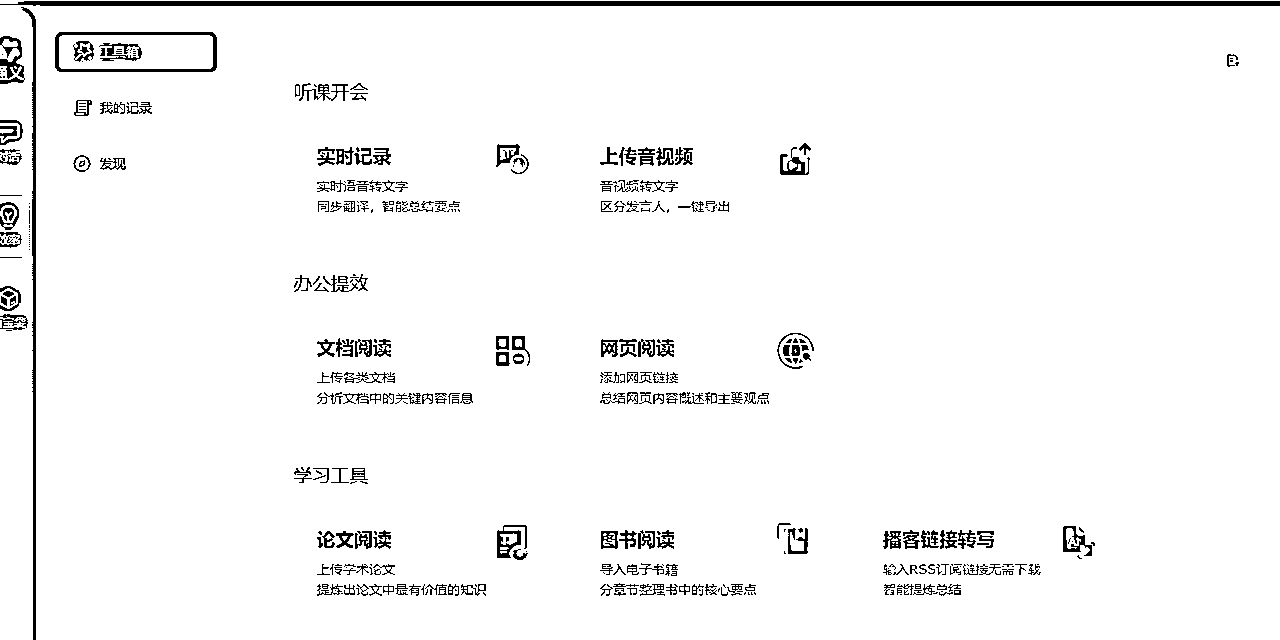 工具箱
我的记录
发现
听课开会
实时记录
实时语音转文字
同步翻译，智能总结要点
上传音视频
音视频转文字
区分发言人，一键导出
办公提效
文档阅读
上传各类文档
分析文档中的关键内容信息
网页阅读
添加网页链接
总结网页内容概述和主要观点
学习工具
论文阅读
上传学术论文
提炼出论文中最有价值的知识
图书阅读
导入电子书籍
分章节整理书中的核心要点
播客链接转写
输入RSS订阅链接无需下载
智能提炼总结